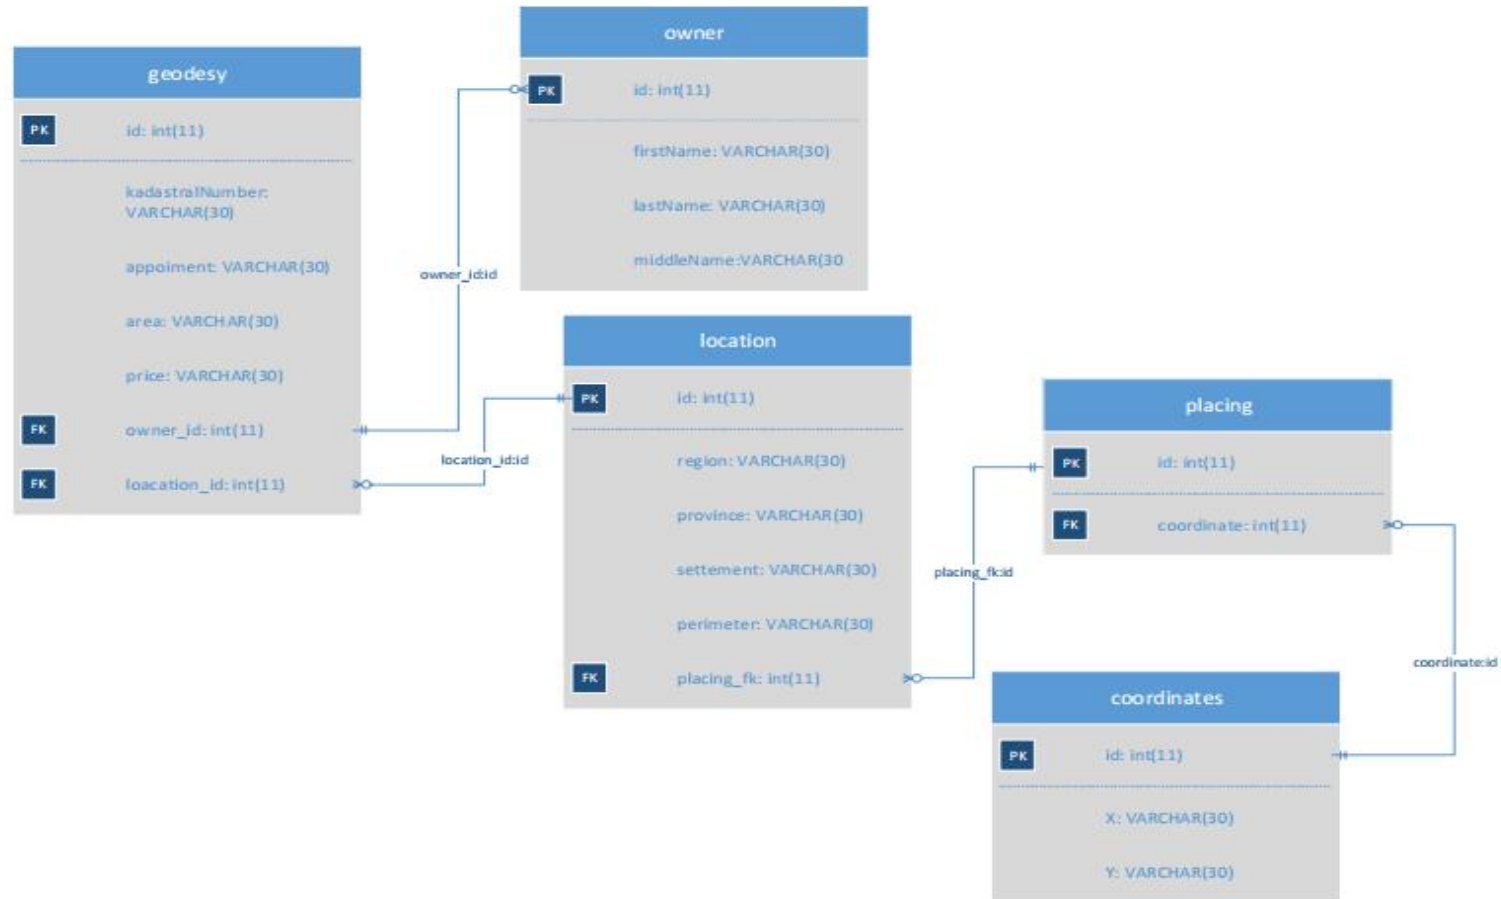 geodesy
PK
id: int(11)
kadastralNumber:
VARCHAR(30)
appoiment: VARCHAR(30)
area: VARCHAR(30)
price: VARCHAR(30)
FK
owner_id: int(11)
FK
loacation_id: int(11)
owner_id:id
owner
PK
id: int(11)
firstName: VARCHAR(30)
lastName: VARCHAR(30)
middleName:VARCHAR(30
location_id:id
location
PK
id: int(11)
region: VARCHAR(30)
province: VARCHAR(30)
settement: VARCHAR(30)
perimeter: VARCHAR(30)
FK
placing_fk: int(11)
placing_fk:id
placing
PK
id: int(11)
FK
coordinate: int(11)
coordinate:id
coordinates
PK
id: int(11)
X: VARCHAR(30)
Y: VARCHAR(30)